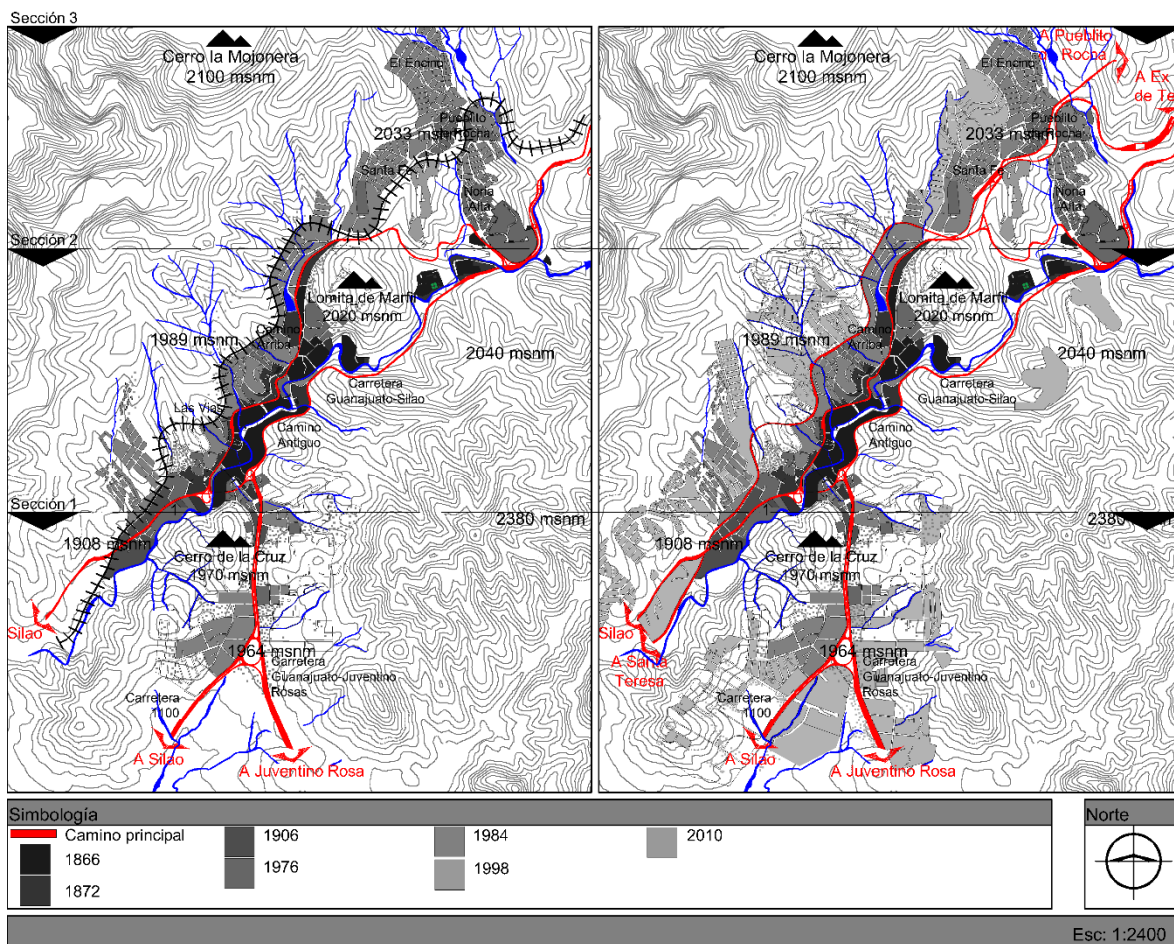 Sección 3
Cerro la Mojonera
2100 msnm
El Encino
Pueblito
de Rocha
2033 msnm
Santa Fe
Noria
Alta
Sección 2
Lomita de Marfil
2020 msnm
Camino
Arriba
1989 msnm
2040 msnm
Carretera
Guanajuato-Silao
Las Vías
Camino
Antiguo
Sección 1
2380 msnm
1908 msnm
Cerro de la Cruz
1970 msnm
Silao
1964 msnm
Carretera
Guanajuato-Juventino
Rosas
Carretera
1100
A Silao
A Juventino Rosa
A Pueblito
Rocha
A Ex
de Te
Cerro la Mojonera
2100 msnm
El Encino
Pueblito
de Rocha
2033 msnm
Santa Fe
Noria
Alta
Lomita de Marfil
2020 msnm
Camino
Arriba
1989 msnm
2040 msnm
Carretera
Guanajuato-Silao
Camino
Antiguo
2380
1908 msnm
Cerro de la Cruz
1970 msnm
Silao
A Santa
Teresa
1964 msnm
Carretera
Guanajuato-Juventino
Rosas
Carretera
1100
A Silao
A Juventino Rosa
Simbología
Camino principal
1866
1872
1906
1976
1984
1998
2010
Norte
Esc: 1:2400